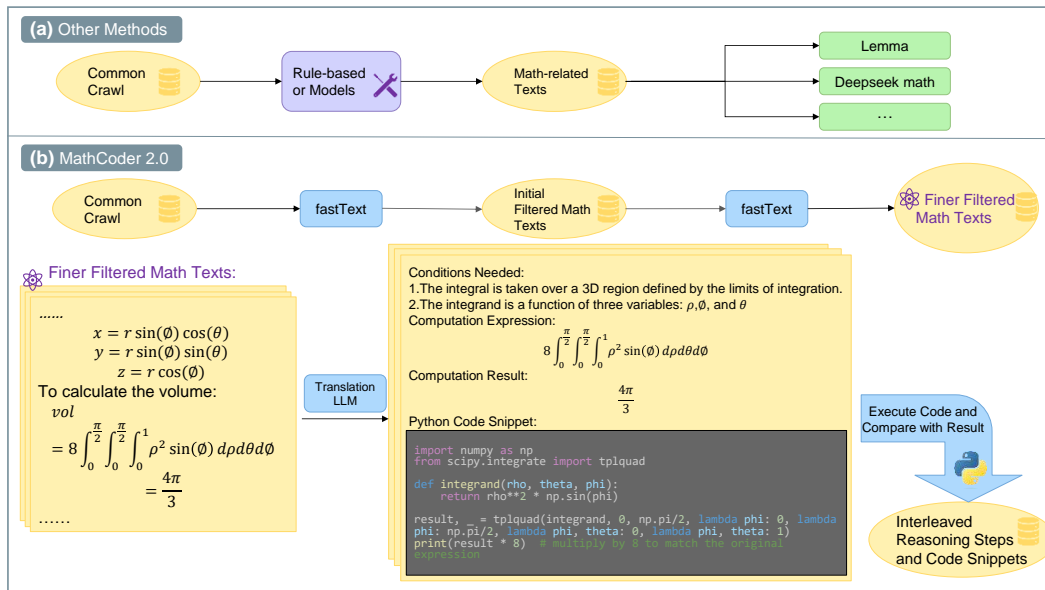 (a) Other Methods
Common
Crawl
Rule-based
or Models
Math-related
Texts
Lemma
Deepseek math
...
(b) MathCoder 2.0
Common
Crawl
fastText
Initial
Filtered Math
Texts
fastText
Finer Filtered
Math Texts
Finer Filtered Math Texts:
......
x = r sin(∅) cos(θ)
y = r sin(∅) sin(θ)
z = r cos(∅)
To calculate the volume:
vol
= 8 ∫₀^{π/2} ∫₀^{π/2} ∫₀^1 ρ² sin(∅) dρdθd∅
= 4π/3
......
Translation
LLM
Conditions Needed:
1.The integral is taken over a 3D region defined by the limits of integration.
2.The integrand is a function of three variables: ρ,∅, and θ
Computation Expression:
8 ∫₀^{π/2} ∫₀^{π/2} ∫₀^1 ρ² sin(∅) dρdθd∅
Computation Result:
4π/3
Python Code Snippet:
import numpy as np
from scipy.integrate import tplquad
def integrand(rho, theta, phi):
    return rho**2 * np.sin(phi)
result, _ = tplquad(integrand, 0, np.pi/2, lambda phi: 0, lambda
phi: np.pi/2, lambda phi, theta: 0, lambda phi, theta: 1)
print(result * 8)  # multiply by 8 to match the original
expression
Execute Code and
Compare with Result
Interleaved
Reasoning Steps
and Code Snippets